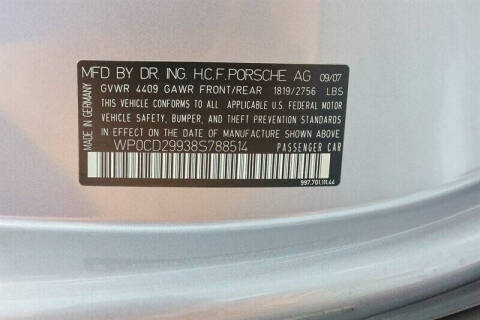 MFD BY DR. ING. H.C.F. PORSCHE AG 09/07
GVWR 4409 GAWR FRONT/REAR 1819/2756 LBS
THIS VEHICLE CONFORMS TO ALL APPLICABLE U.S. FEDERAL MOTOR
VEHICLE SAFETY, BUMPER, AND THEFT PREVENTION STANDARDS
IN EFFECT ON THE DATE OF MANUFACTURE SHOWN ABOVE.
WP0CD29938S788514 PASSENGER CAR
997.701.111.44
MADE IN GERMANY